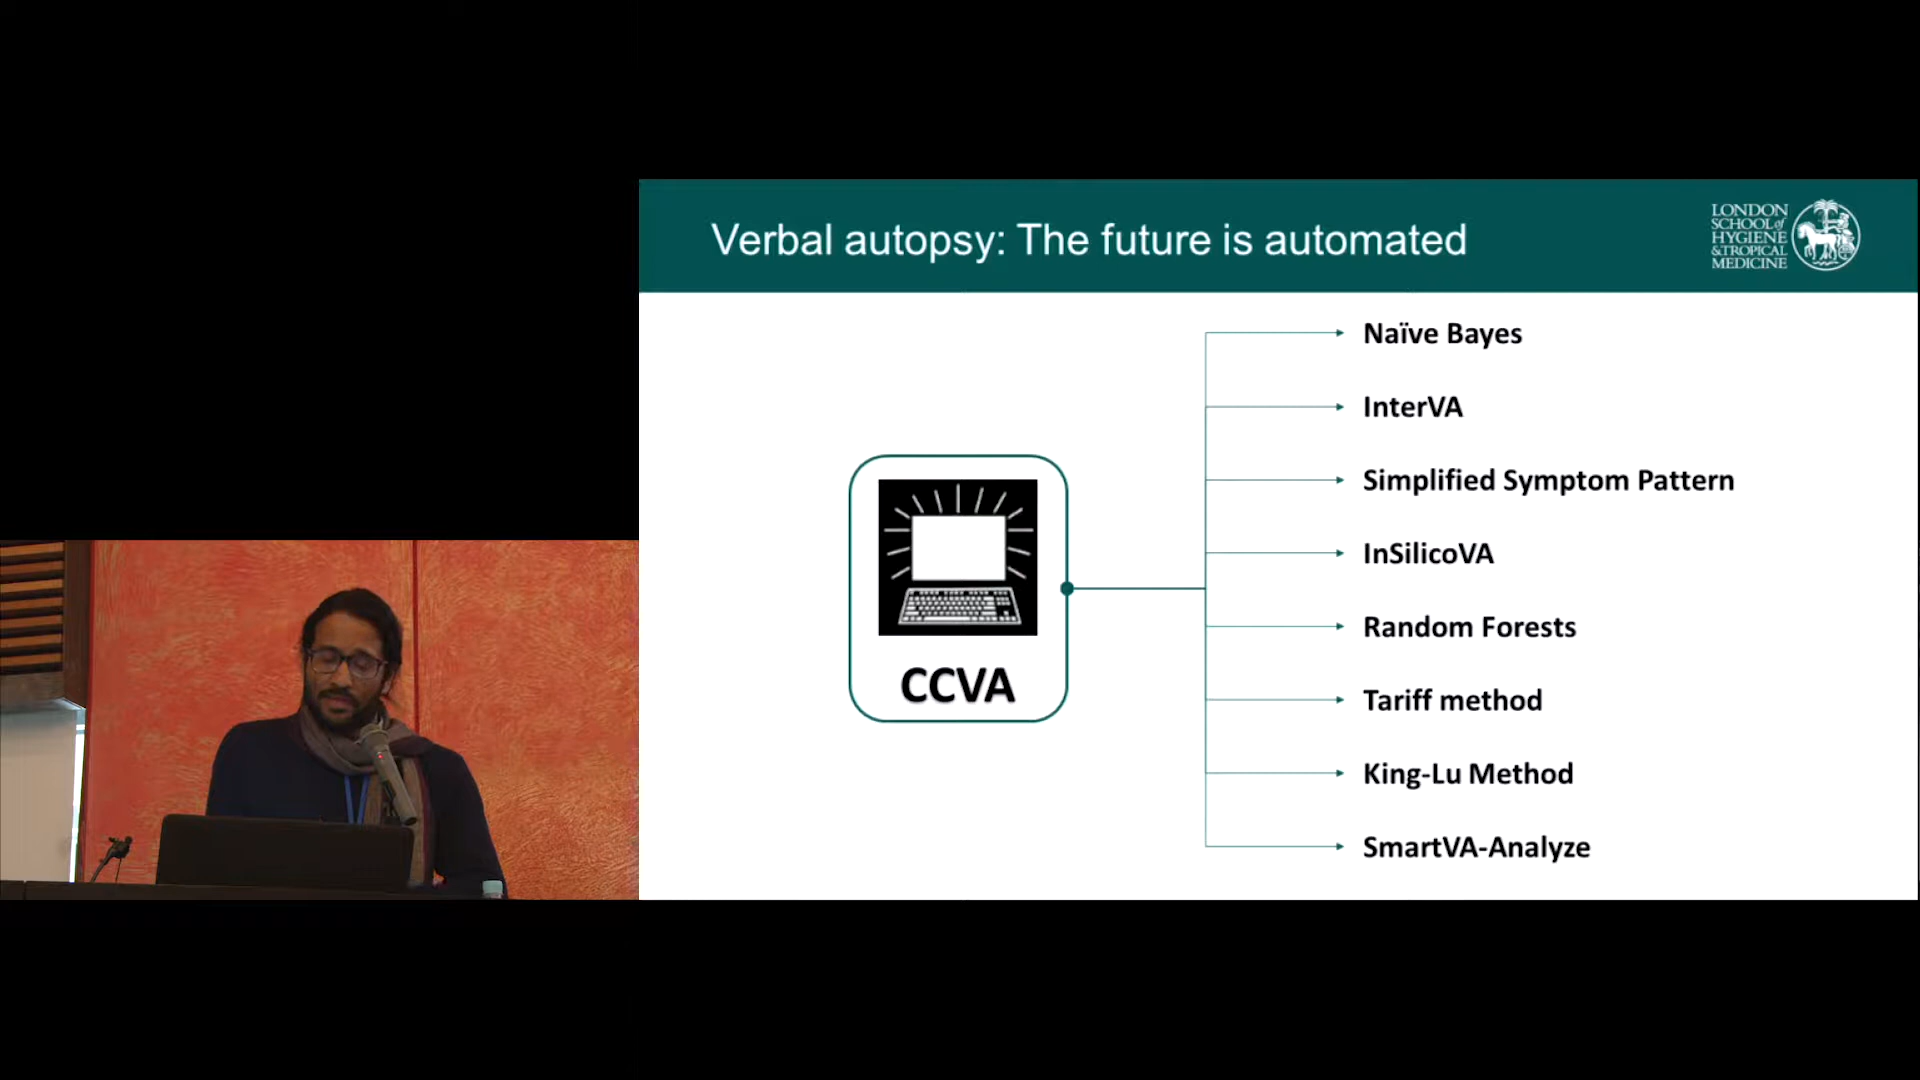 Verbal autopsy: The future is automated
LONDON
SCHOOL of
HYGIENE
& TROPICAL
MEDICINE
Naïve Bayes
InterVA
Simplified Symptom Pattern
InSilicoVA
Random Forests
Tariff method
King-Lu Method
SmartVA-Analyze
CCVA